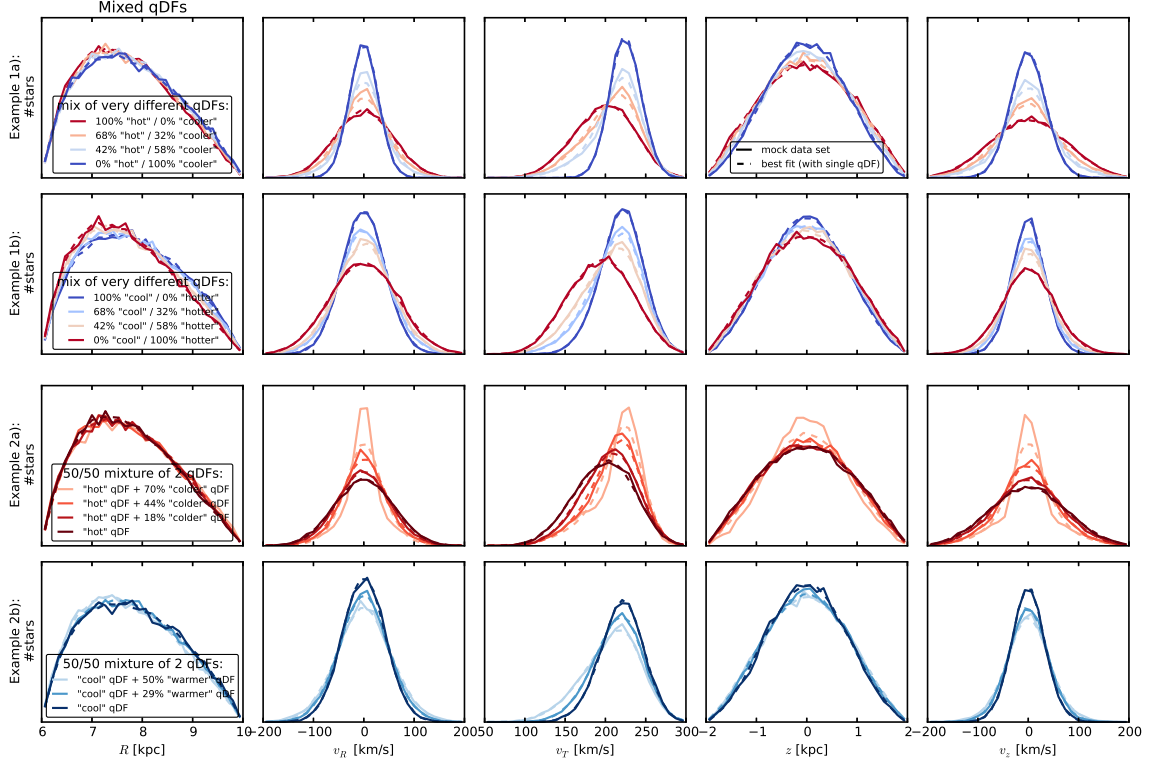 Mixed qDFs
Example 1a):
#stars
mix of very different qDFs:
100% "hot" / 0% "cooler"
68% "hot" / 32% "cooler"
42% "hot" / 58% "cooler"
0% "hot" / 100% "cooler"
mock data set
best fit (with single qDF)
Example 1b):
#stars
mix of very different qDFs:
100% "cool" / 0% "hotter"
68% "cool" / 32% "hotter"
42% "cool" / 58% "hotter"
0% "cool" / 100% "hotter"
Example 2a):
#stars
50/50 mixture of 2 qDFs:
"hot" qDF + 70% "colder" qDF
"hot" qDF + 44% "colder" qDF
"hot" qDF + 18% "colder" qDF
"hot" qDF
Example 2b):
#stars
50/50 mixture of 2 qDFs:
"cool" qDF + 50% "warmer" qDF
"cool" qDF + 29% "warmer" qDF
"cool" qDF
6 7 8 9 10
−200 −100 0 100 200
50 100 150 200 250 300
−2 −1 0 1 2
−200 −100 0 100 200
R [kpc]
v_R [km/s]
v_T [km/s]
z [kpc]
v_z [km/s]